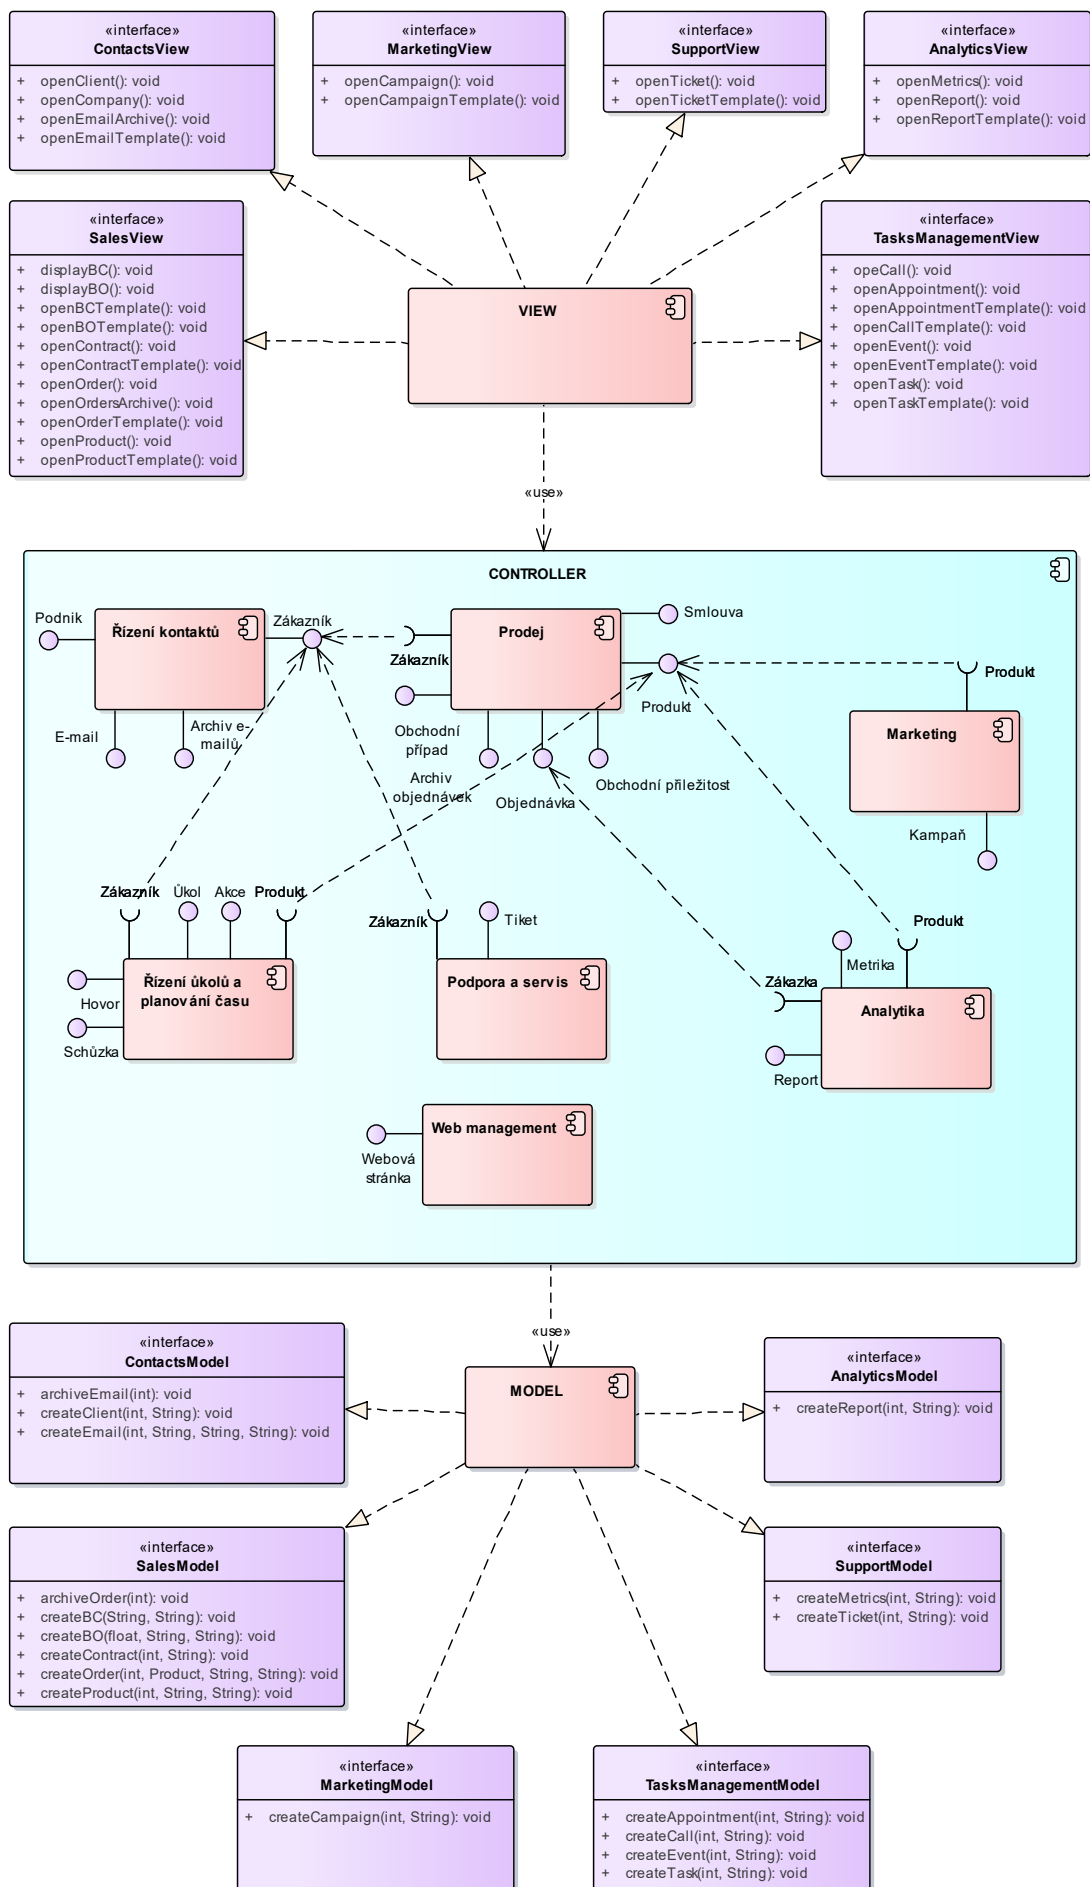 «interface»
ContactsView
+ openClient(): void
+ openCompany(): void
+ openEmailArchive(): void
+ openEmailTemplate(): void
«interface»
MarketingView
+ openCampaign(): void
+ openCampaignTemplate(): void
«interface»
SupportView
+ openTicket(): void
+ openTicketTemplate(): void
«interface»
AnalyticsView
+ openMetrics(): void
+ openReport(): void
+ openReportTemplate(): void
«interface»
SalesView
+ displayBC(): void
+ displayBO(): void
+ openBCTemplate(): void
+ openBOTemplate(): void
+ openContract(): void
+ openContractTemplate(): void
+ openOrder(): void
+ openOrdersArchive(): void
+ openOrderTemplate(): void
+ openProduct(): void
+ openProductTemplate(): void
VIEW
«interface»
TasksManagementView
+ opeCall(): void
+ openAppointment(): void
+ openAppointmentTemplate(): void
+ openCallTemplate(): void
+ openEvent(): void
+ openEventTemplate(): void
+ openTask(): void
+ openTaskTemplate(): void
«use»
CONTROLLER
Podnik
Řízení kontaktů
Zákazník
E-mail
Archiv e-
mailů
Zákazník
Prodej
Smlouva
Produkt
Obchodní
případ
Archiv
objednávek
Objednávka
Obchodní přiležitost
Produkt
Marketing
Kampaň
Zákazník
Ůkol
Akce
Produkt
Řízení ůkolů a
planování času
Hovor
Schůzka
Zákazník
Tiket
Podpora a servis
Produkt
Metrika
Zákazka
Analytika
Report
Web management
Webová
stránka
«use»
MODEL
«interface»
ContactsModel
+ archiveEmail(int): void
+ createClient(int, String): void
+ createEmail(int, String, String, String): void
«interface»
AnalyticsModel
+ createReport(int, String): void
«interface»
SalesModel
+ archiveOrder(int): void
+ createBC(String, String): void
+ createBO(float, String, String): void
+ createContract(int, String): void
+ createOrder(int, Product, String, String): void
+ createProduct(int, String, String): void
«interface»
SupportModel
+ createMetrics(int, String): void
+ createTicket(int, String): void
«interface»
MarketingModel
+ createCampaign(int, String): void
«interface»
TasksManagementModel
+ createAppointment(int, String): void
+ createCall(int, String): void
+ createEvent(int, String): void
+ createTask(int, String): void